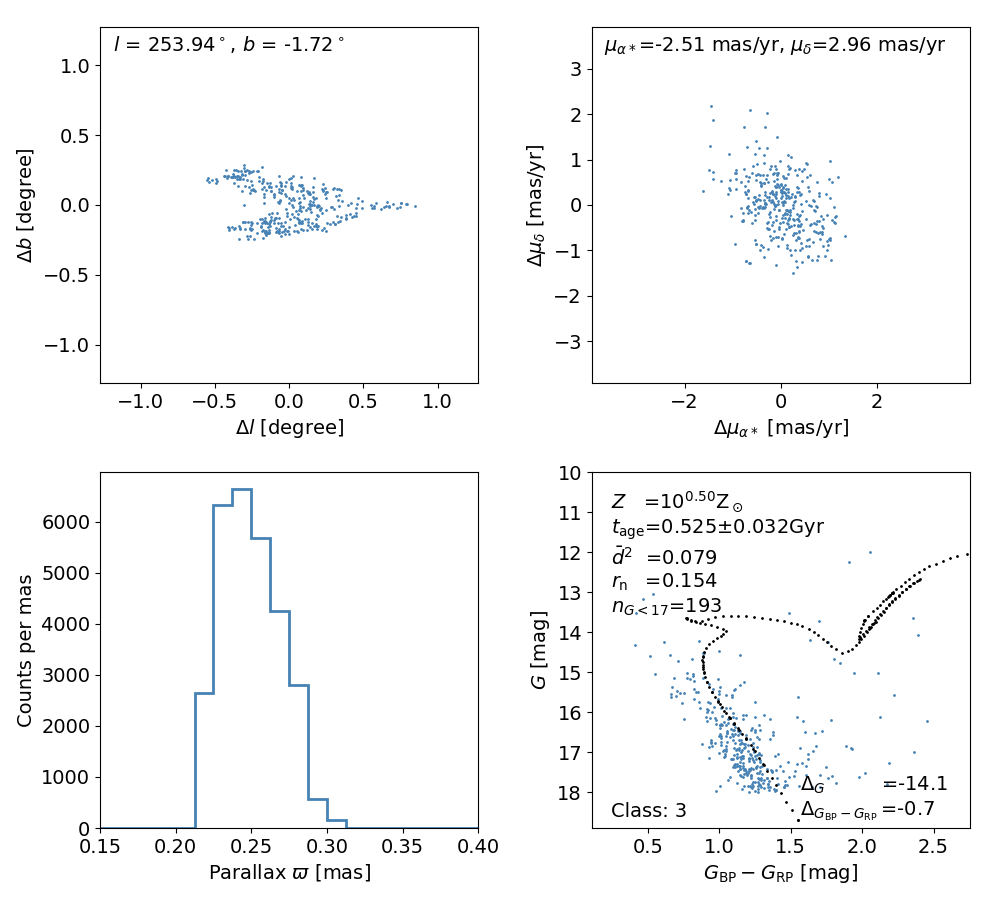 l = 253.94°, b = -1.72°
1.0
0.5
0.0
−0.5
−1.0
Δb [degree]
−1.0 −0.5 0.0 0.5 1.0
Δl [degree]
μα*=-2.51 mas/yr, μδ=2.96 mas/yr
3
2
1
0
−1
−2
−3
Δμδ [mas/yr]
−2 0 2
Δμα* [mas/yr]
6000
5000
4000
3000
2000
1000
0
Counts per mas
0.15 0.20 0.25 0.30 0.35 0.40
Parallax ϖ [mas]
10
11
12
13
14
15
16
17
18
G [mag]
Z =10^0.50 Z⊙
t_age=0.525±0.032Gyr
d̄² =0.079
r_n =0.154
n_G<17=193
Δ_G =-14.1
Class: 3 Δ_GBP−GRP =-0.7
0.5 1.0 1.5 2.0 2.5
G_BP − G_RP [mag]